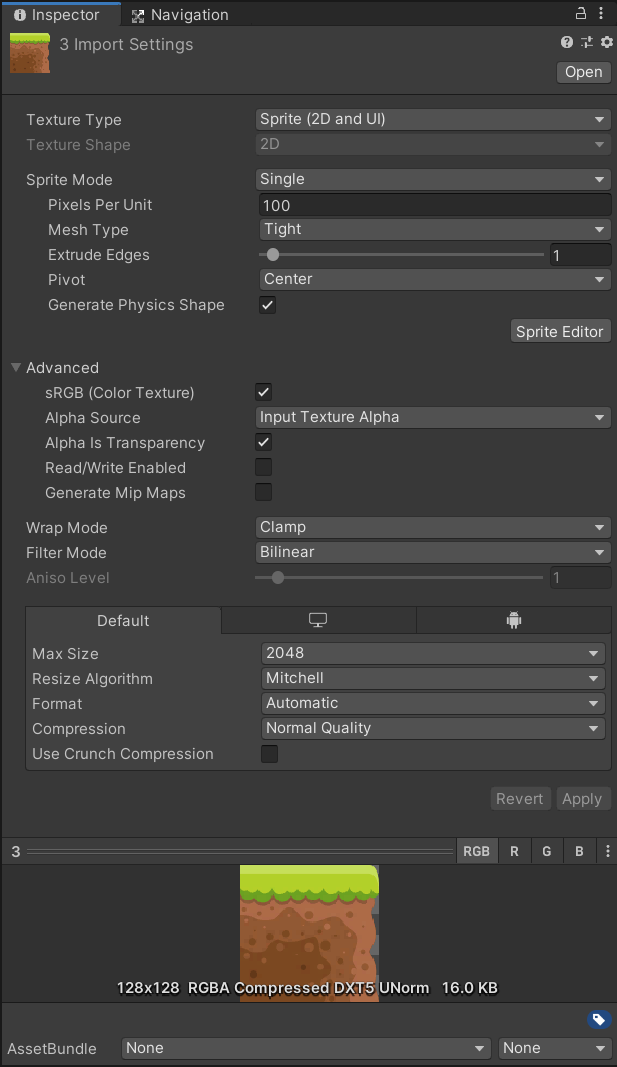 Inspector Navigation
3 Import Settings
Open
Texture Type Sprite (2D and UI)
Texture Shape 2D
Sprite Mode Single
Pixels Per Unit 100
Mesh Type Tight
Extrude Edges 1
Pivot Center
Generate Physics Shape
Sprite Editor
Advanced
sRGB (Color Texture)
Alpha Source Input Texture Alpha
Alpha Is Transparency
Read/Write Enabled
Generate Mip Maps
Wrap Mode Clamp
Filter Mode Bilinear
Aniso Level 1
Default
Max Size 2048
Resize Algorithm Mitchell
Format Automatic
Compression Normal Quality
Use Crunch Compression
Revert Apply
3 RGB R G B
128x128 RGBA Compressed DXT5 UNorm 16.0 KB
AssetBundle None None